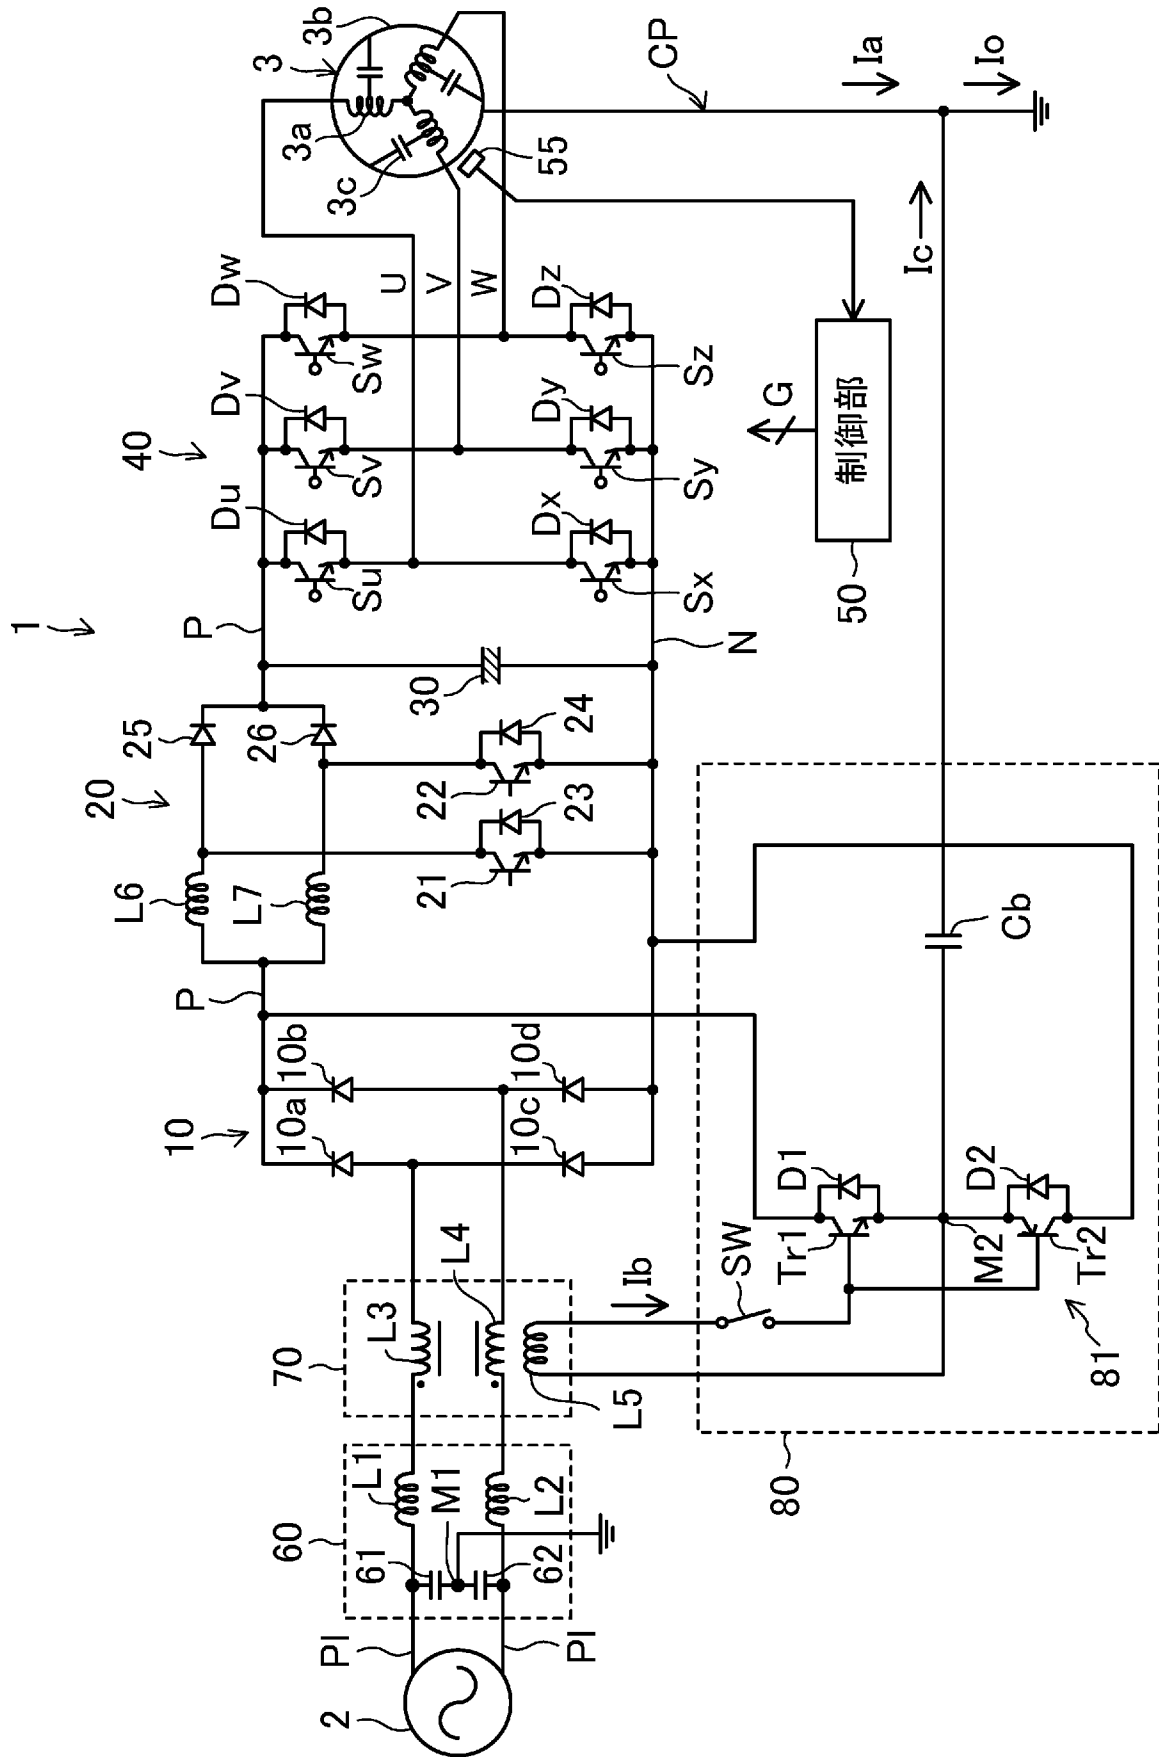 1
2
PI
PI
60
61
62
M1
L1
L2
70
L3
L4
L5
Ib
10
10a
10b
10c
10d
P
20
L6
L7
21
22
23
24
25
26
P
30
N
40
Du
Dv
Dw
Su
Sv
Sw
Dx
Dy
Dz
Sx
Sy
Sz
U
V
W
3
3a
3b
3c
55
CP
Ia
Io
Ic
G
制御部
50
80
SW
Tr1
D1
M2
Tr2
D2
81
Cb